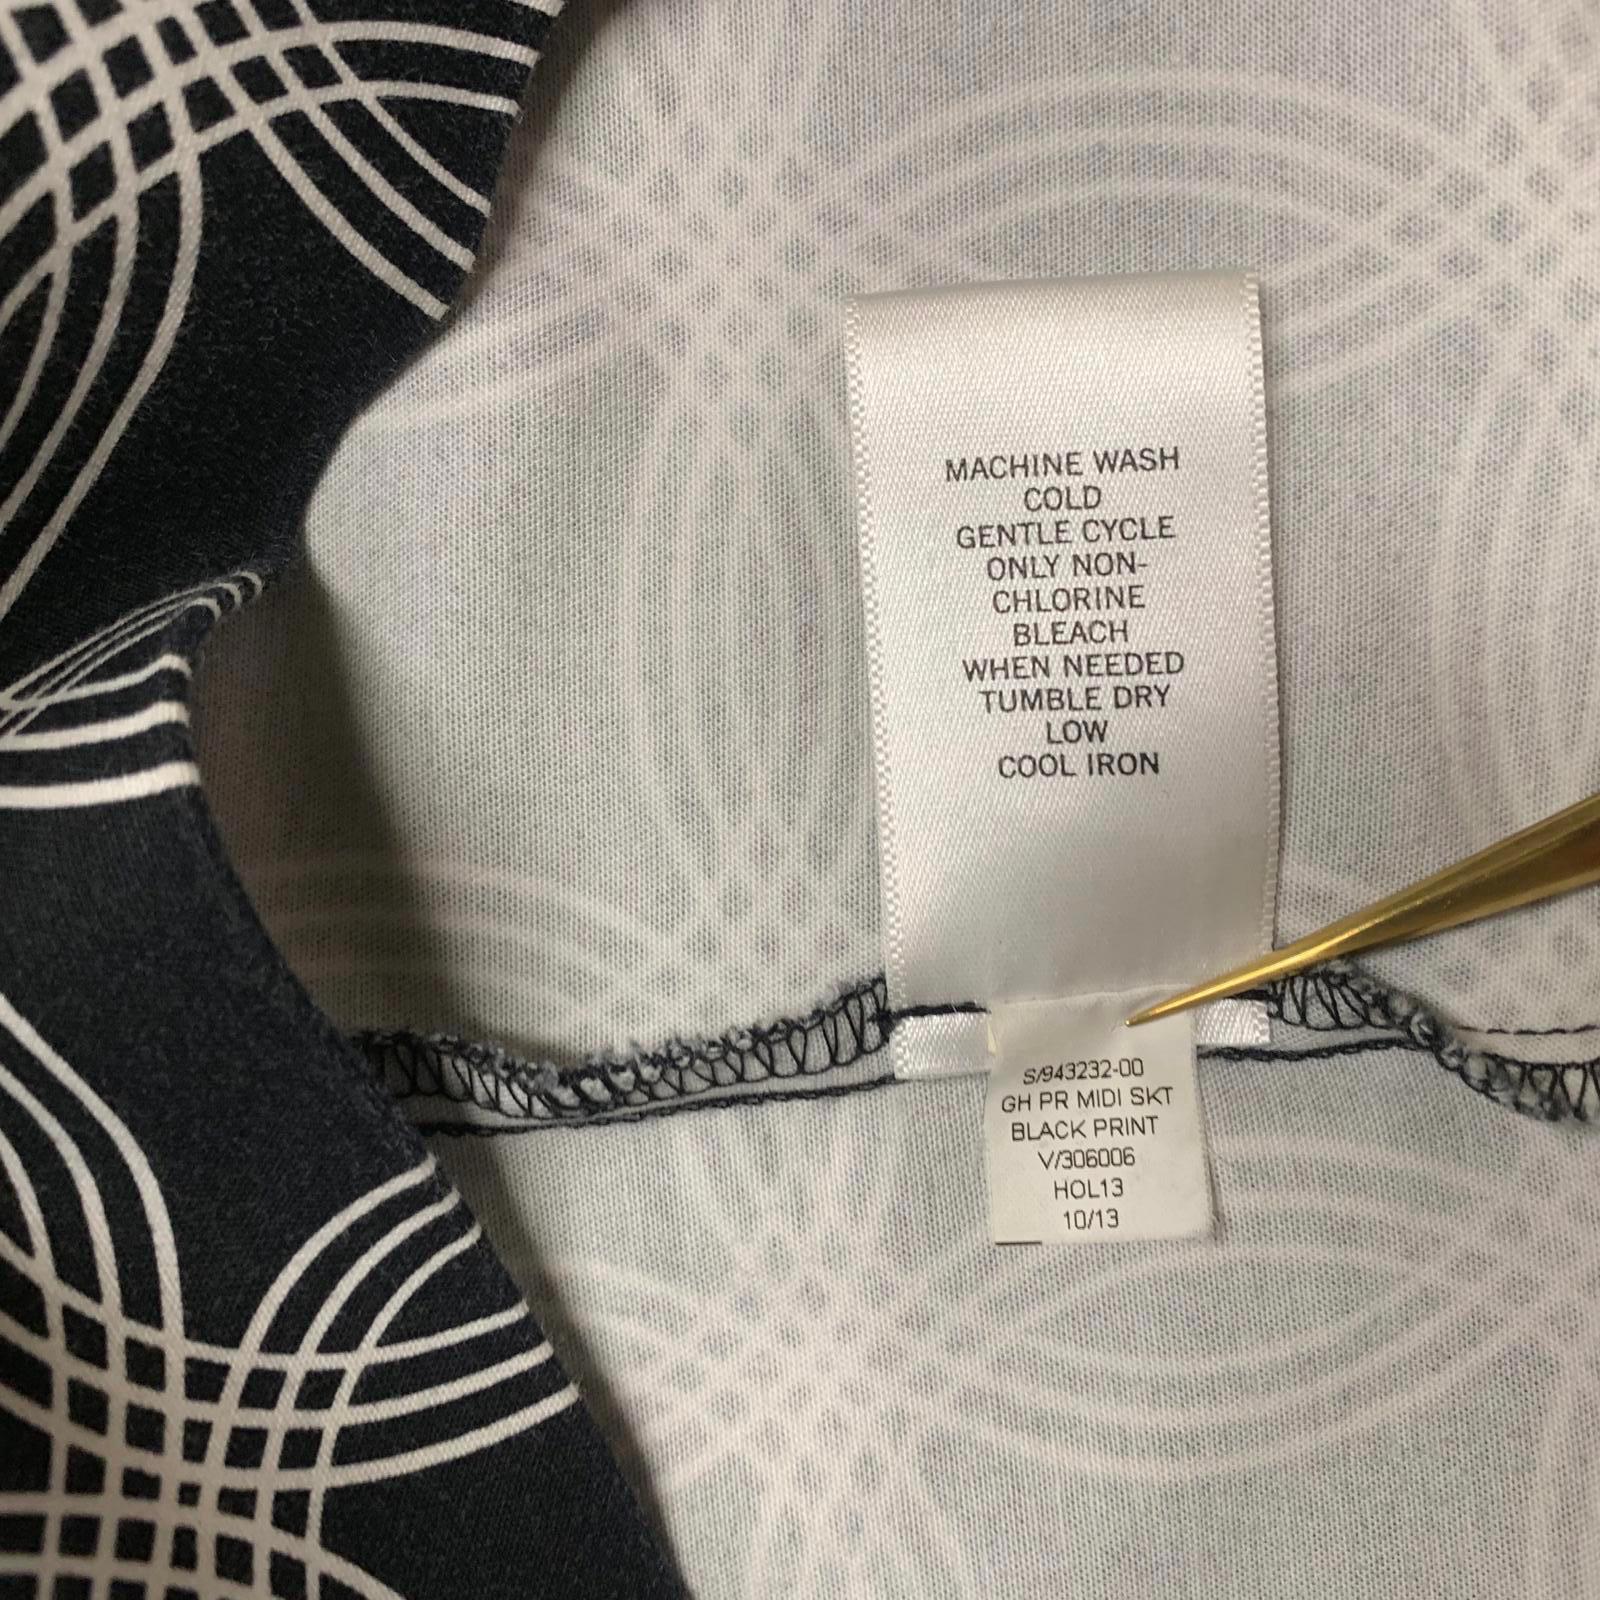 MACHINE WASH
COLD
GENTLE CYCLE
ONLY NON-
CHLORINE
BLEACH
WHEN NEEDED
TUMBLE DRY
LOW
COOL IRON
S/943232-00
GH PR MIDI SKT
BLACK PRINT
V/306006
HOL13
10/13